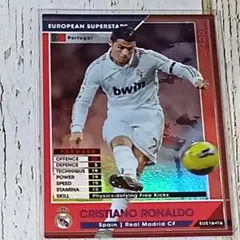 EUROPEAN SUPERSTARS
Portugal
bwin
FORWARD
OFFENCE
DEFENCE
TECHNIQUE
POWER
SPEED
STAMINA
SKILL Physics-defying Free Kicks
CRISTIANO RONALDO
Spain | Real Madrid CF